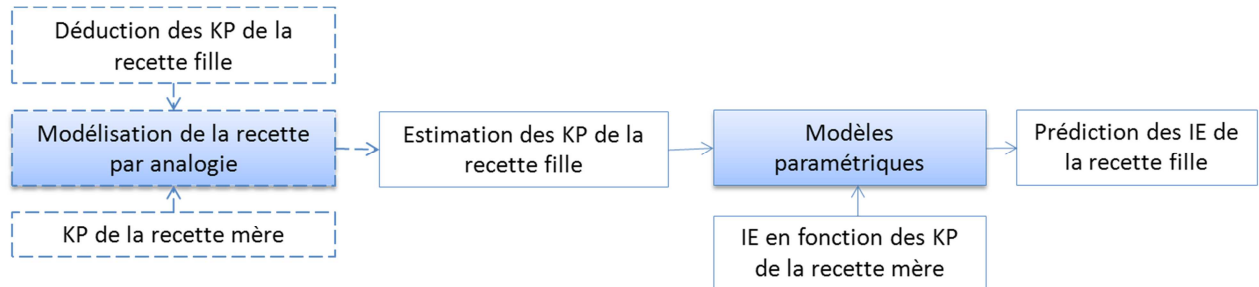 Déduction des KP de la
recette fille
Modélisation de la recette
par analogie
KP de la recette mère
Estimation des KP de la
recette fille
Modèles
paramétriques
IE en fonction des KP
de la recette mère
Prédiction des IE de
la recette fille